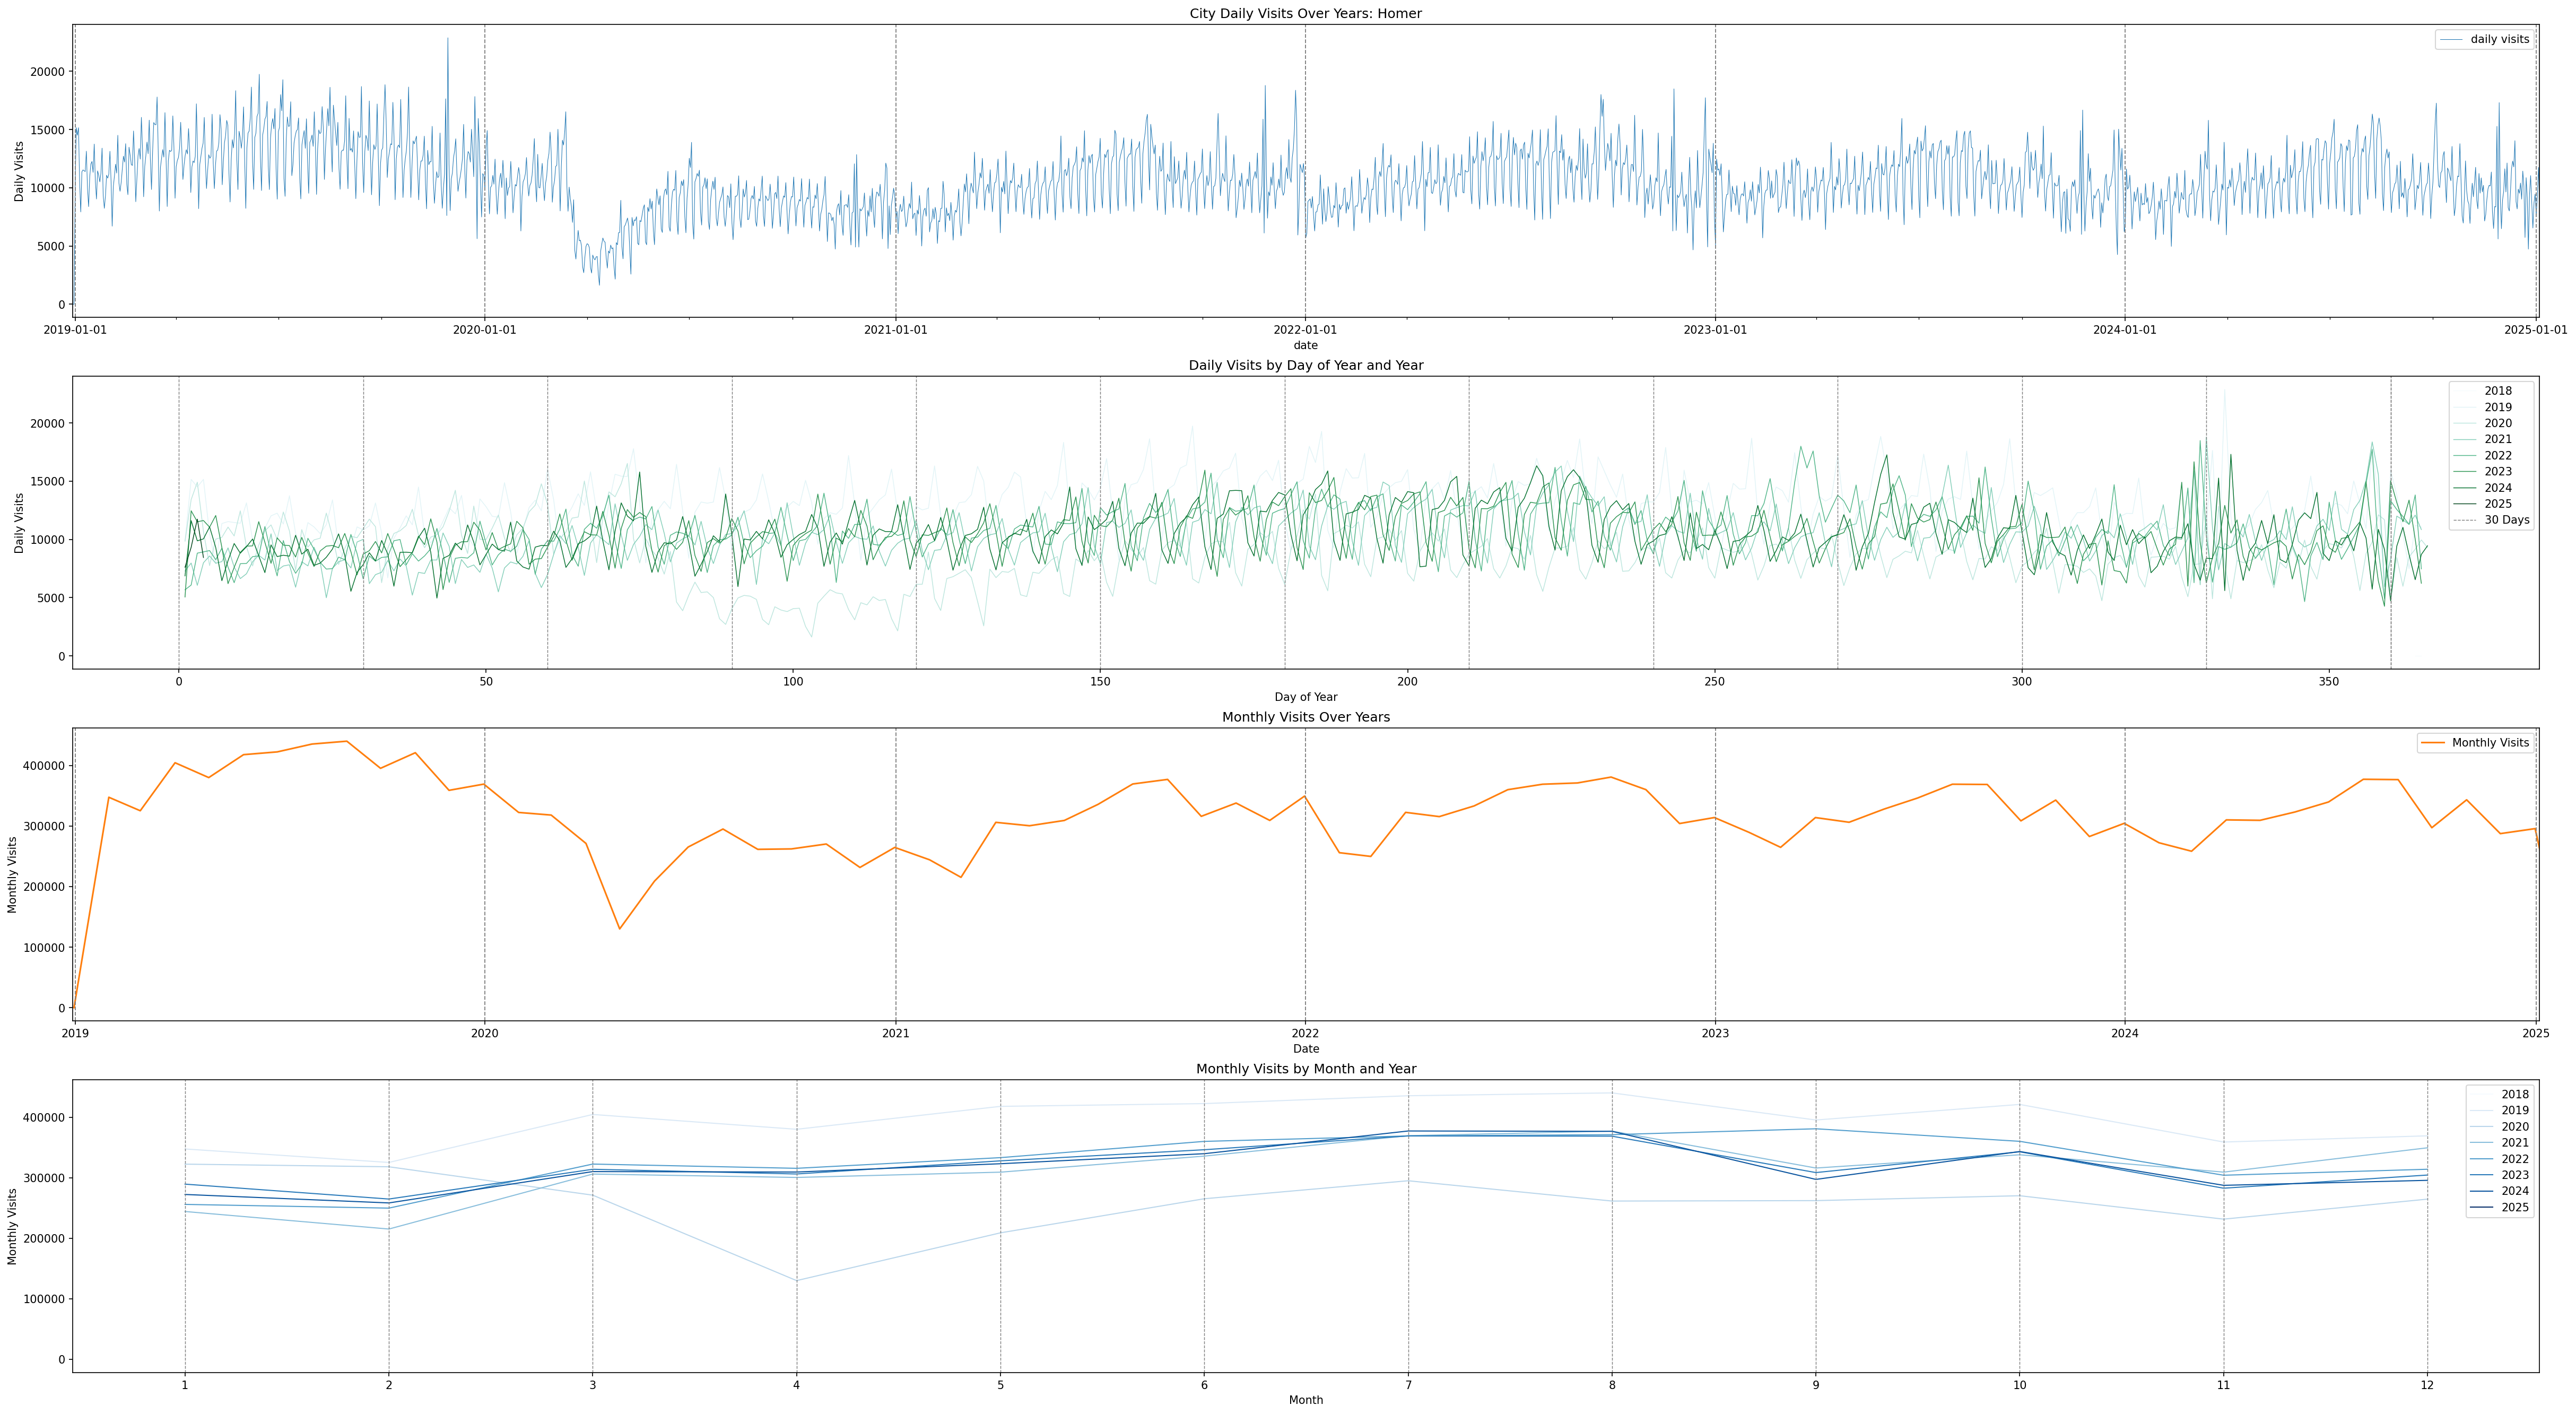 City Daily Visits Over Years: Homer
daily visits
Daily Visits
20000
15000
10000
5000
0
2019-01-01 2020-01-01 2021-01-01 2022-01-01 2023-01-01 2024-01-01 2025-01-01
date
Daily Visits by Day of Year and Year
2018
2019
2020
2021
2022
2023
2024
2025
30 Days
Daily Visits
20000
15000
10000
5000
0
0 50 100 150 200 250 300 350
Day of Year
Monthly Visits Over Years
Monthly Visits
Monthly Visits
400000
300000
200000
100000
0
2019 2020 2021 2022 2023 2024 2025
Date
Monthly Visits by Month and Year
2018
2019
2020
2021
2022
2023
2024
2025
Monthly Visits
400000
300000
200000
100000
0
1 2 3 4 5 6 7 8 9 10 11 12
Month